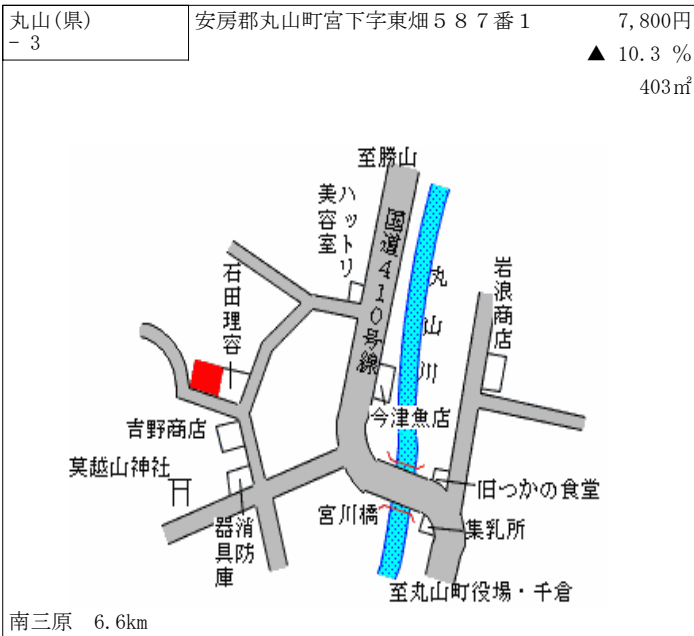 丸山(県)
- 3
安房郡丸山町宮下字東畑５８７番１
7,800円
▲ 10.3 %
403㎡
至勝山
ハットリ
美容室
国道４１０号線
丸山川
岩浪商店
石田理容
今津魚店
吉野商店
莫越山神社
旧つかの食堂
宮川橋
集乳所
消防
器具庫
至丸山町役場・千倉
南三原 6.6km